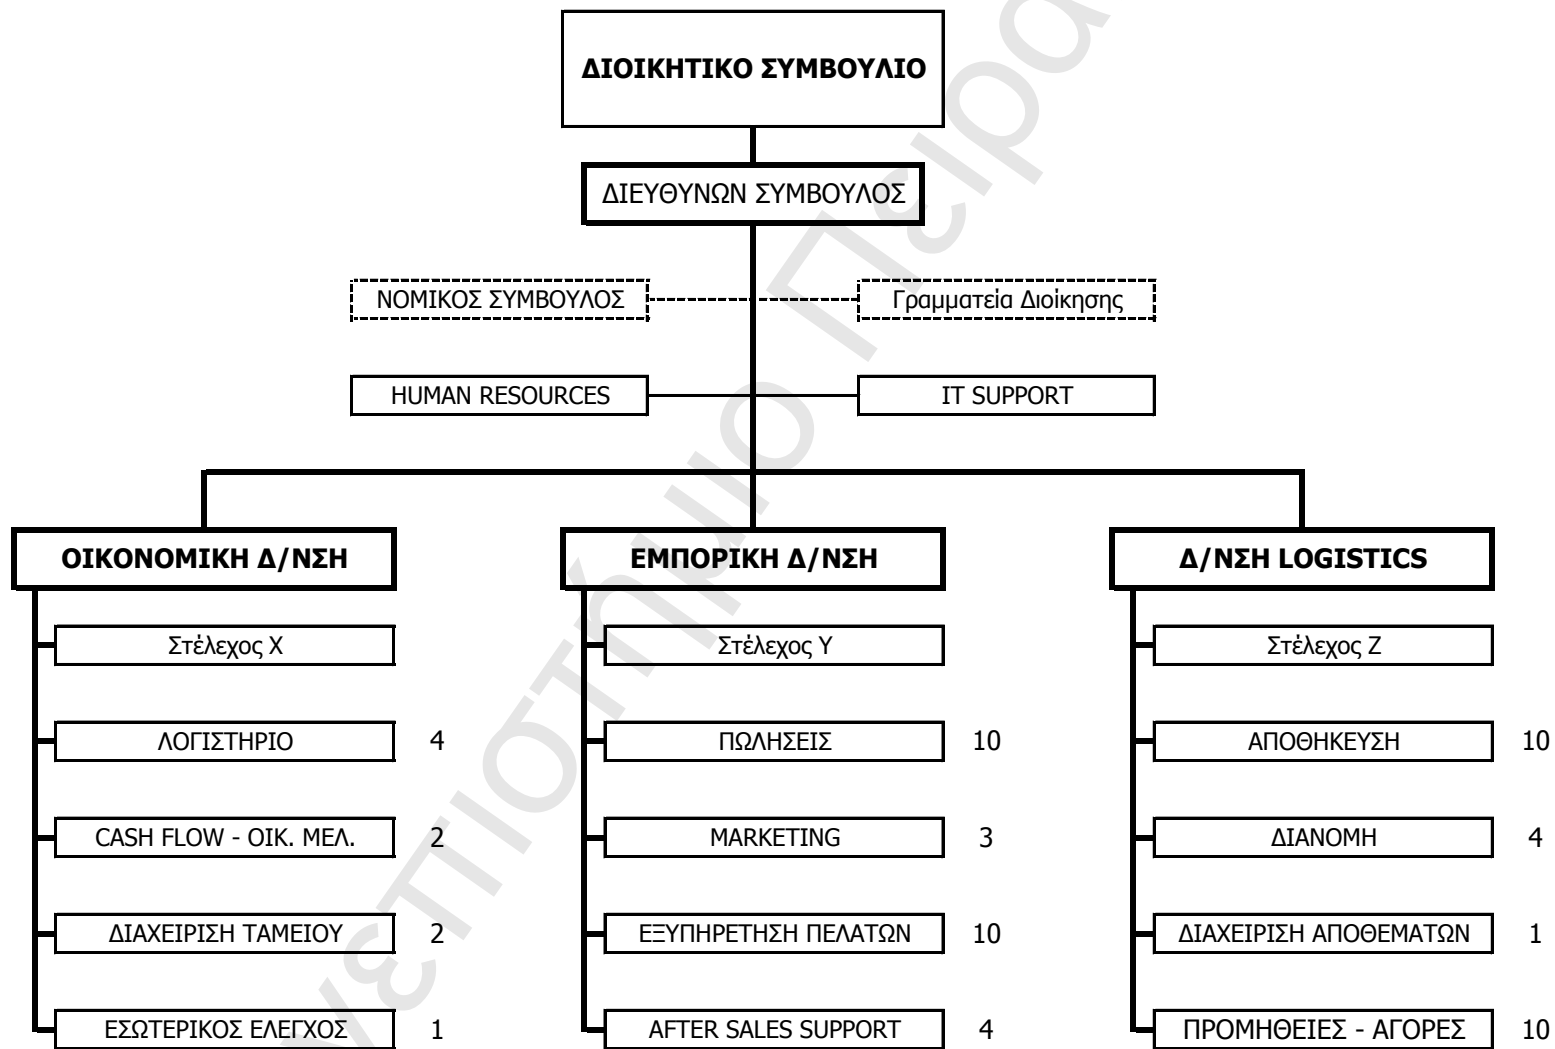 ΔΙΟΙΚΗΤΙΚΟ ΣΥΜΒΟΥΛΙΟ
ΔΙΕΥΘΥΝΩΝ ΣΥΜΒΟΥΛΟΣ
ΝΟΜΙΚΟΣ ΣΥΜΒΟΥΛΟΣ
Γραμματεία Διοίκησης
HUMAN RESOURCES
IT SUPPORT
ΟΙΚΟΝΟΜΙΚΗ Δ/ΝΣΗ
Στέλεχος Χ
ΛΟΓΙΣΤΗΡΙΟ 4
CASH FLOW - ΟΙΚ. ΜΕΛ. 2
ΔΙΑΧΕΙΡΙΣΗ ΤΑΜΕΙΟΥ 2
ΕΣΩΤΕΡΙΚΟΣ ΕΛΕΓΧΟΣ 1
ΕΜΠΟΡΙΚΗ Δ/ΝΣΗ
Στέλεχος Υ
ΠΩΛΗΣΕΙΣ 10
MARKETING 3
ΕΞΥΠΗΡΕΤΗΣΗ ΠΕΛΑΤΩΝ 10
AFTER SALES SUPPORT 4
Δ/ΝΣΗ LOGISTICS
Στέλεχος Ζ
ΑΠΟΘΗΚΕΥΣΗ 10
ΔΙΑΝΟΜΗ 4
ΔΙΑΧΕΙΡΙΣΗ ΑΠΟΘΕΜΑΤΩΝ 1
ΠΡΟΜΗΘΕΙΕΣ - ΑΓΟΡΕΣ 10